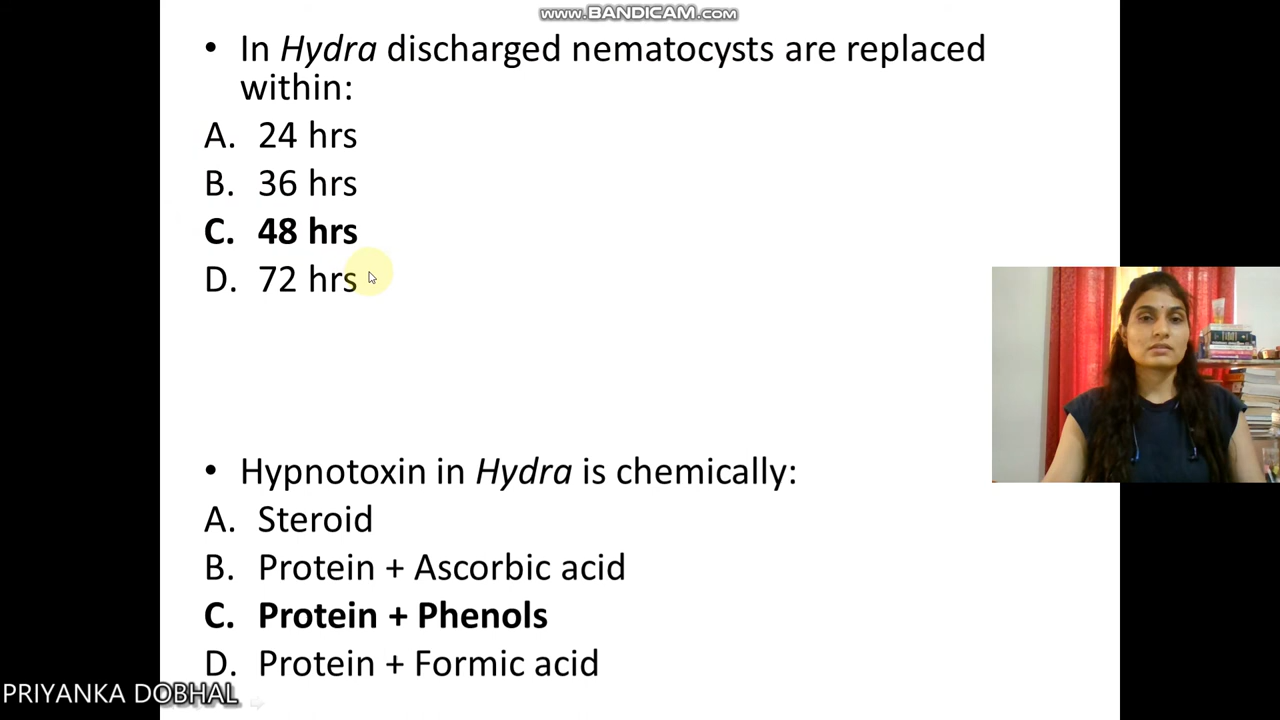 www.BANDICAM.com
• In Hydra discharged nematocysts are replaced
within:
A. 24 hrs
B. 36 hrs
C. 48 hrs
D. 72 hrs
• Hypnotoxin in Hydra is chemically:
A. Steroid
B. Protein + Ascorbic acid
C. Protein + Phenols
D. Protein + Formic acid
PRIYANKA DOBHAL